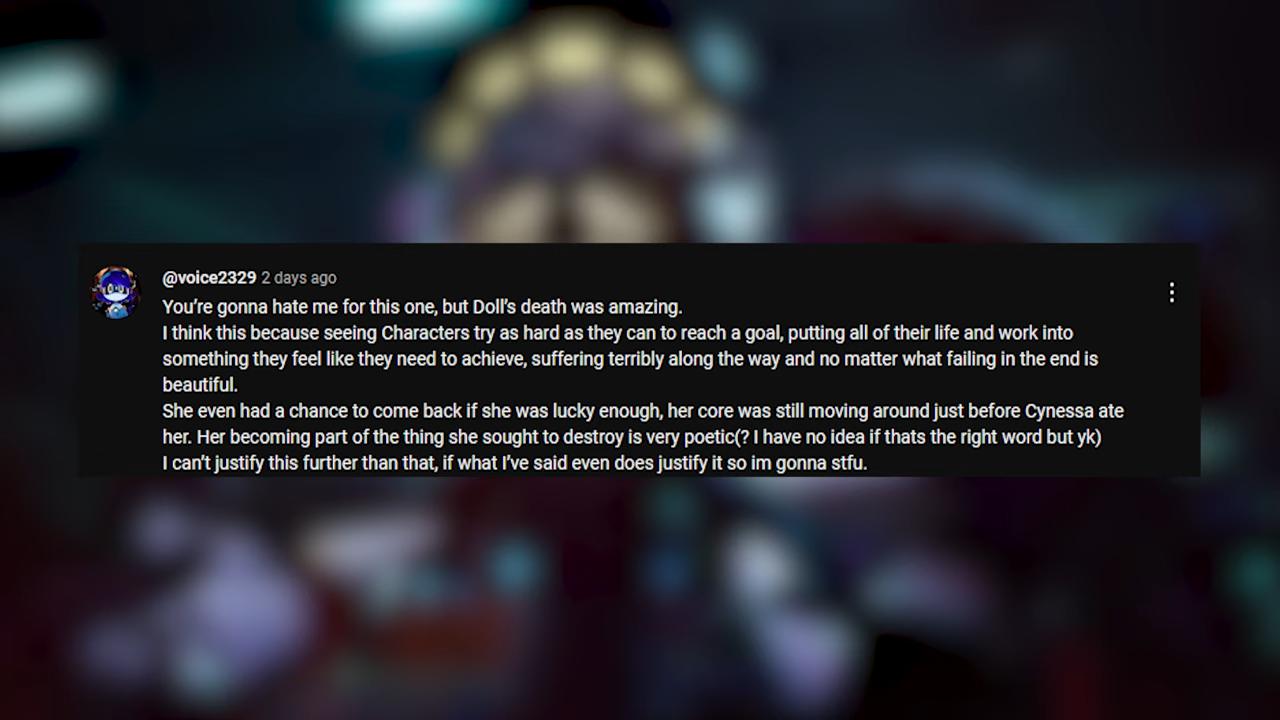 @voice2329 2 days ago
You’re gonna hate me for this one, but Doll’s death was amazing.
I think this because seeing Characters try as hard as they can to reach a goal, putting all of their life and work into
something they feel like they need to achieve, suffering terribly along the way and no matter what failing in the end is
beautiful.
She even had a chance to come back if she was lucky enough, her core was still moving around just before Cynessa ate
her. Her becoming part of the thing she sought to destroy is very poetic(? I have no idea if thats the right word but yk)
I can’t justify this further than that, if what I’ve said even does justify it so im gonna stfu.